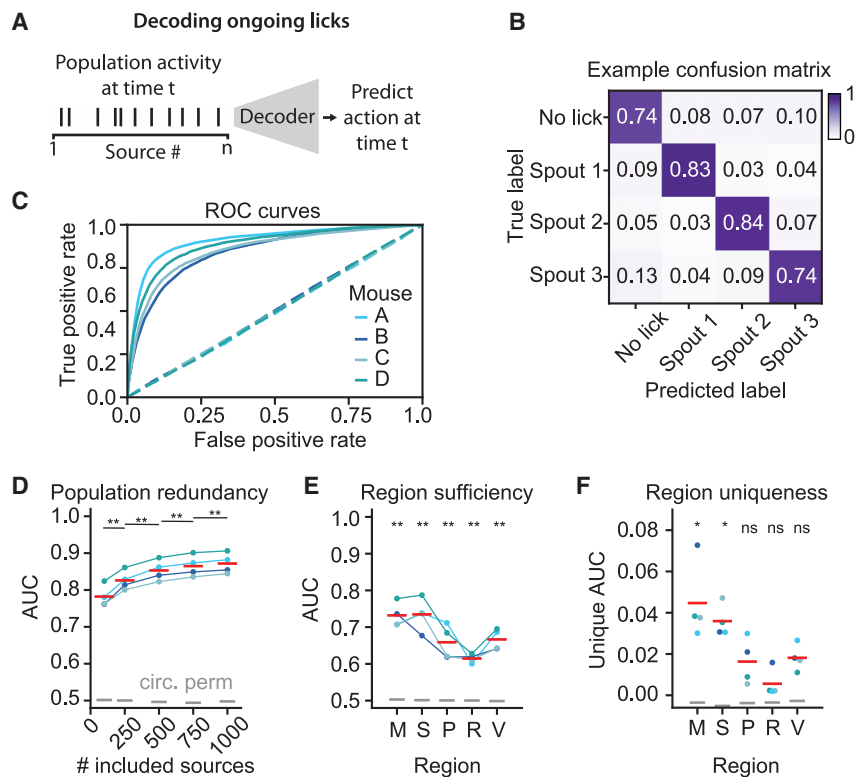 A
Decoding ongoing licks
Population activity
at time t
Decoder
Predict
action at
time t
1
Source #
n
B
Example confusion matrix
No lick 0.74 0.08 0.07 0.10
Spout 1 0.09 0.83 0.03 0.04
Spout 2 0.05 0.03 0.84 0.07
Spout 3 0.13 0.04 0.09 0.74
True label
No lick Spout 1 Spout 2 Spout 3
Predicted label
1
0
C
ROC curves
True positive rate
1.0
0.8
0.6
0.4
0.2
0.0
Mouse
A
B
C
D
0.0 0.25 0.50 0.75 1.0
False positive rate
D
Population redundancy
** ** ** **
AUC
1.0
0.9
0.8
0.7
0.6
0.5
circ. perm
0 250 500 750 1000
# included sources
E
Region sufficiency
** ** ** ** **
AUC
1.0
0.9
0.8
0.7
0.6
0.5
M S P R V
Region
F
Region uniqueness
* * ns ns ns
Unique AUC
0.08
0.06
0.04
0.02
0.00
M S P R V
Region